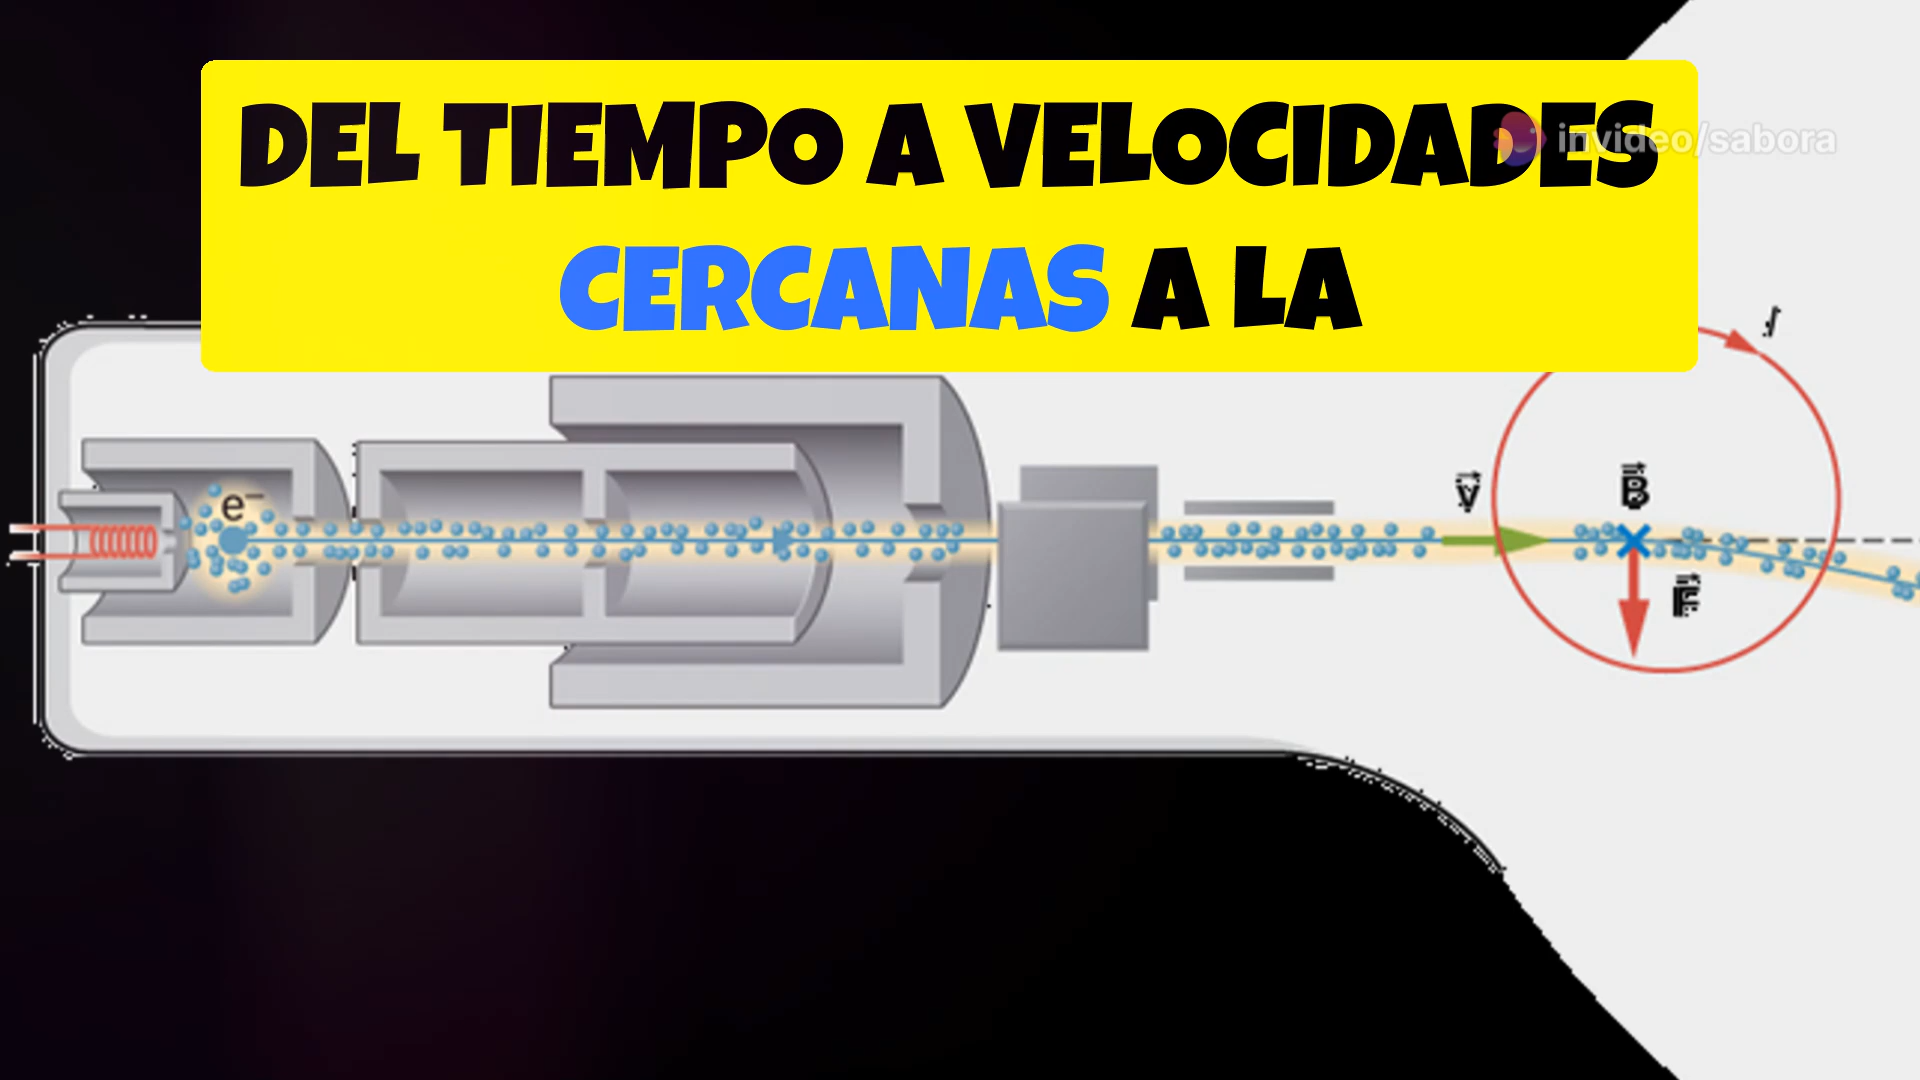 DEL TIEMPO A VELOCIDADES
invideo/sabora
CERCANAS A LA
I
e⁻
v⃗
B⃗
F⃗